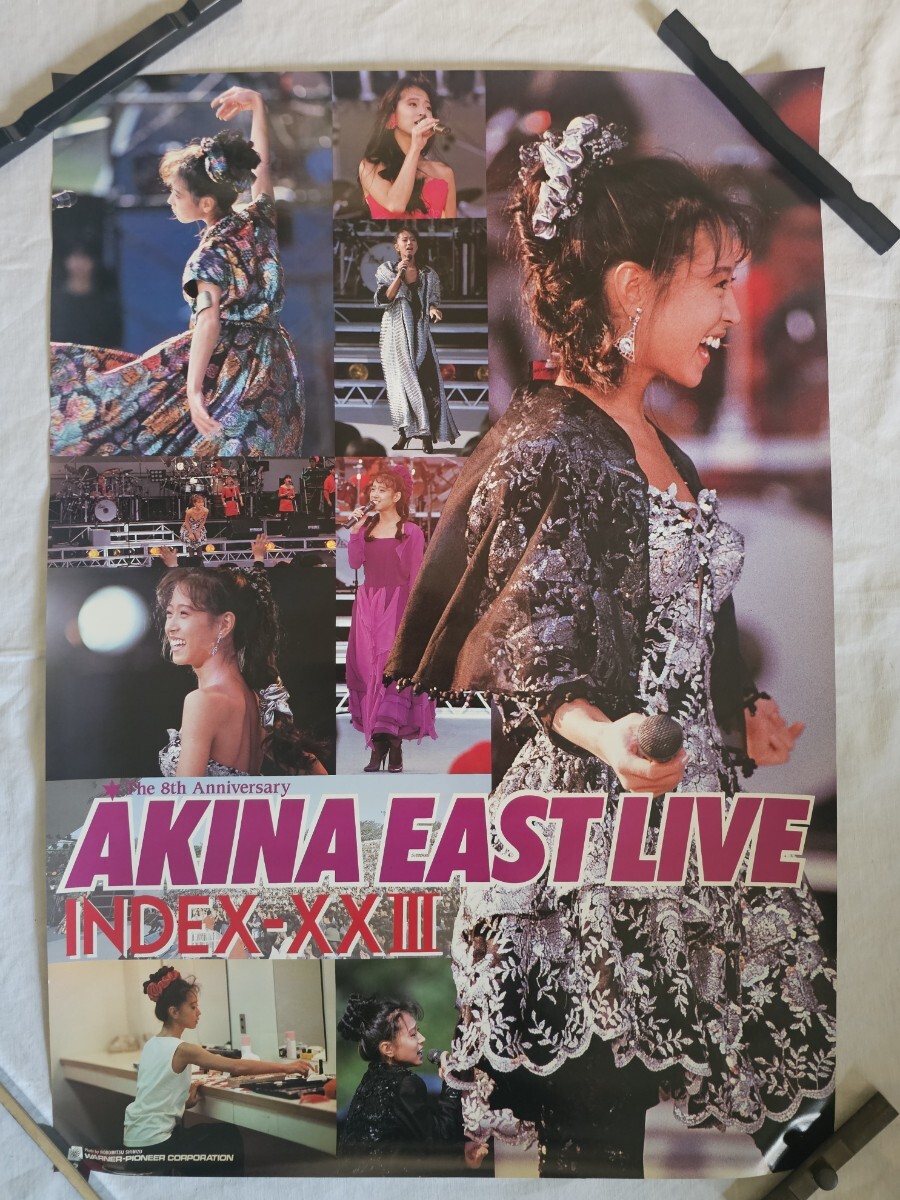 The 8th Anniversary
AKINA EAST LIVE
INDEX-XXIII
WARNER-PIONEER CORPORATION